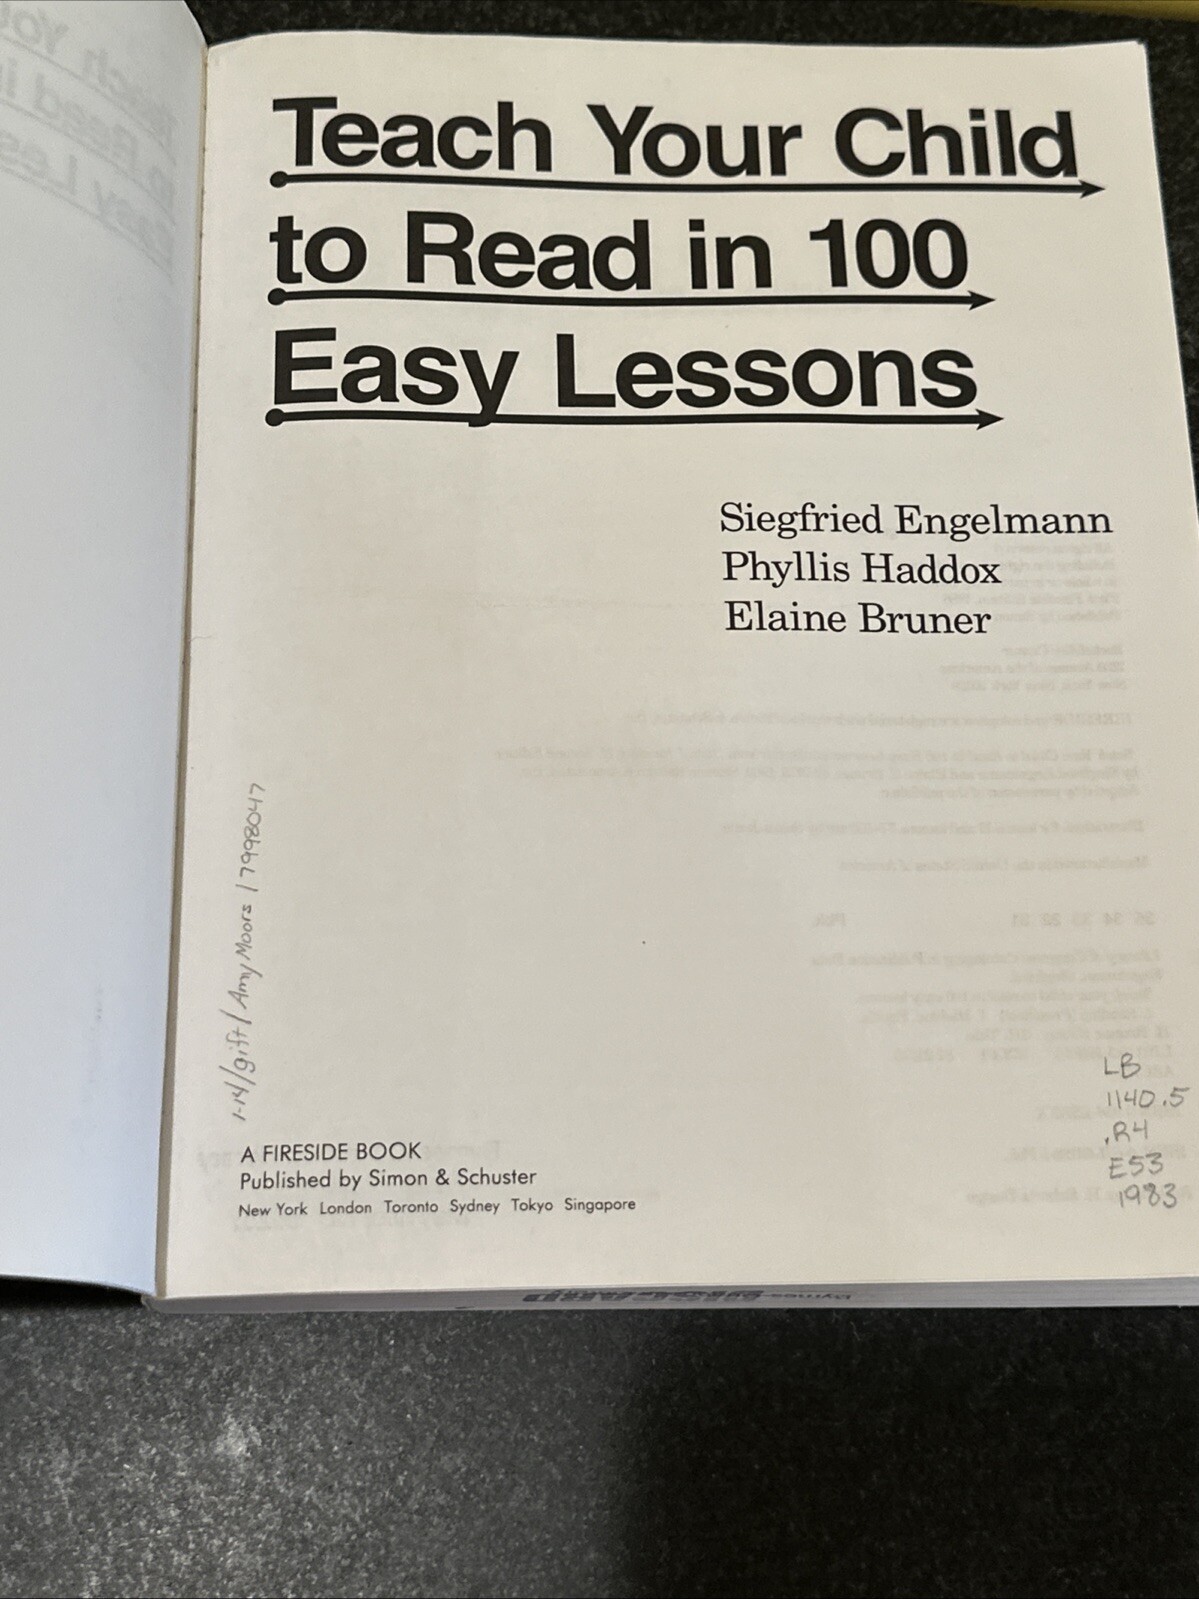 Teach Your Child
to Read in 100
Easy Lessons
Siegfried Engelmann
Phyllis Haddox
Elaine Bruner
1-14/gift/Amy Moors/7998047
LB
1140.5
.R4
E53
1983
A FIRESIDE BOOK
Published by Simon & Schuster
New York London Toronto Sydney Tokyo Singapore